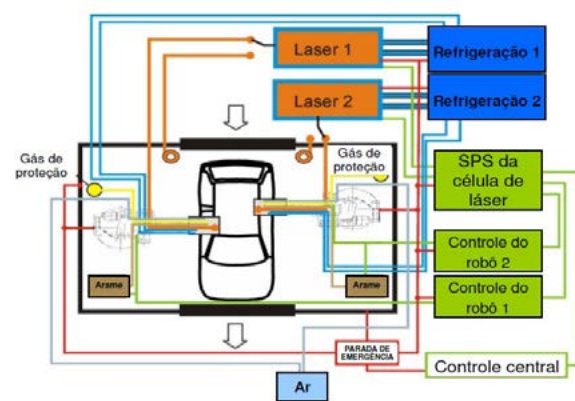 Laser 1
Refrigeração 1
Laser 2
Refrigeração 2
Gás de
proteção
Gás de
proteção
SPS da
célula de
láser
Controle do
robô 2
Arame
Arame
Controle do
robô 1
PARADA DE
EMERGÊNCIA
Controle central
Ar